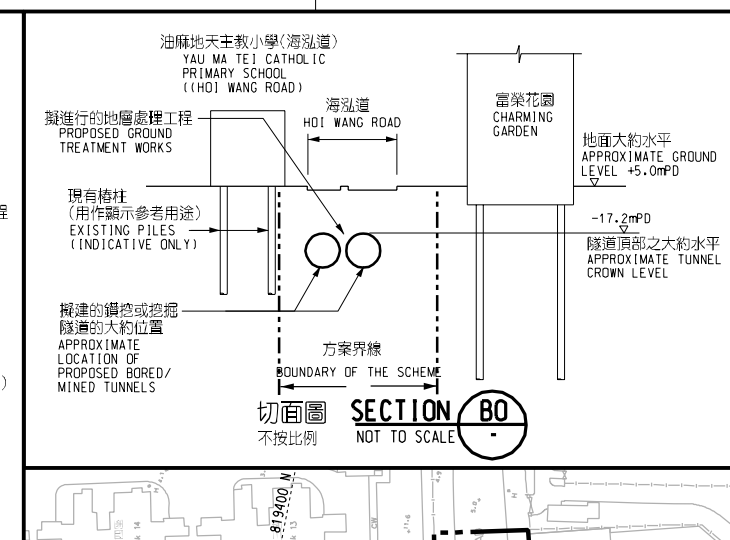 油麻地天主教小學(海泓道)
YAU MA TEI CATHOLIC
PRIMARY SCHOOL
((HOI WANG ROAD)
擬進行的地層處理工程
PROPOSED GROUND
TREATMENT WORKS
海泓道
HOI WANG ROAD
富榮花園
CHARMING
GARDEN
地面大約水平
APPROXIMATE GROUND
LEVEL +5.0mPD
現有樁柱
(用作顯示參考用途)
EXISTING PILES
(INDICATIVE ONLY)
程
-17.2mPD
隧道頂部之大約水平
APPROXIMATE TUNNEL
CROWN LEVEL
擬建的鑽挖或挖掘
隧道的大約位置
APPROXIMATE
LOCATION OF
PROPOSED BORED/
MINED TUNNELS
)
方案界線
BOUNDARY OF THE SCHEME
切面圖 SECTION BO
不按比例 NOT TO SCALE -
819400 N
k 14
k 13
CW
5.0
H
H